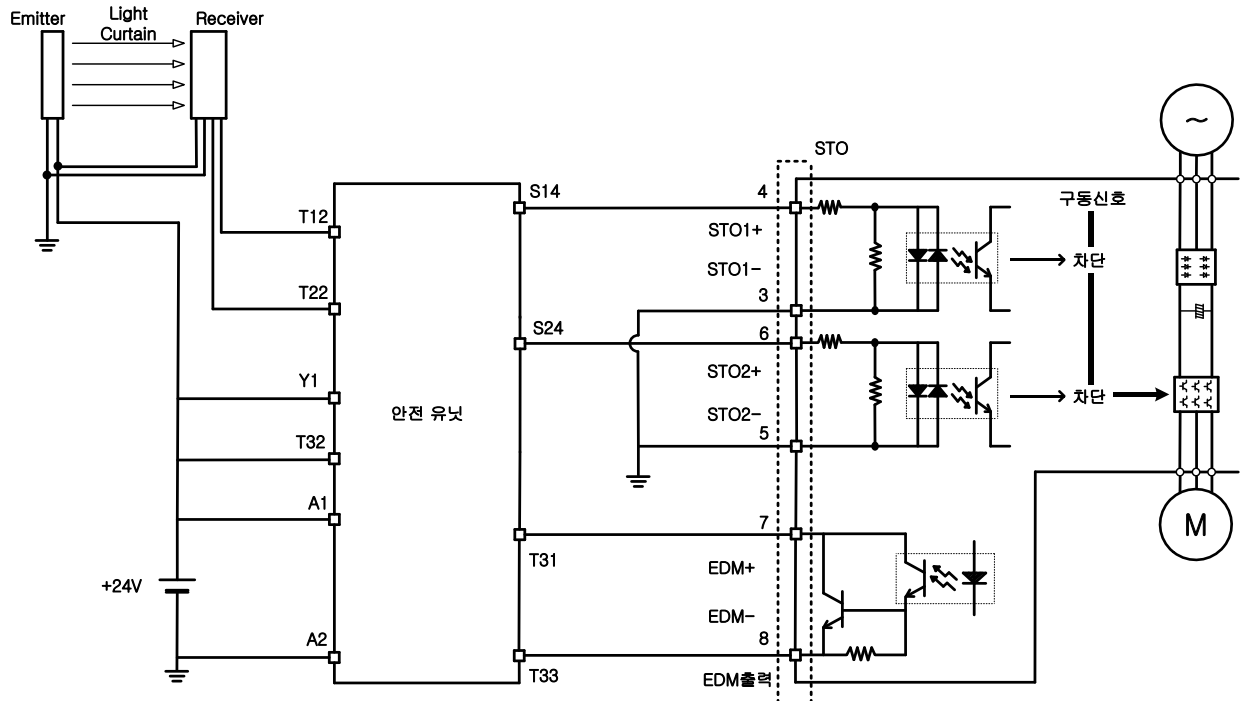 Emitter
Light
Curtain
Receiver
STO
T12
T22
Y1
T32
A1
+24V
A2
안전 유닛
S14
S24
T31
T33
4
STO1+
STO1-
3
6
STO2+
STO2-
5
7
EDM+
EDM-
8
EDM출력
구동신호
차단
차단
~
M